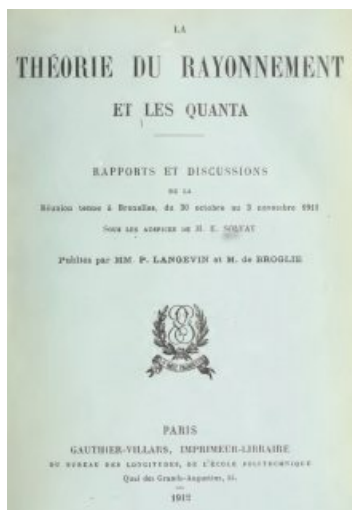 LA
THÉORIE DU RAYONNEMENT
ET LES QUANTA
RAPPORTS ET DISCUSSIONS
DE LA
Réunion tenue à Bruxelles, du 30 octobre au 3 novembre 1911
SOUS LES AUSPICES DE M. E. SOLVAY
Publiés par MM. P. LANGEVIN et M. de BROGLIE
PARIS
GAUTHIER-VILLARS, IMPRIMEUR-LIBRAIRE
DU BUREAU DES LONGITUDES, DE L'ÉCOLE POLYTECHNIQUE
Quai des Grands-Augustins, 55.
1912